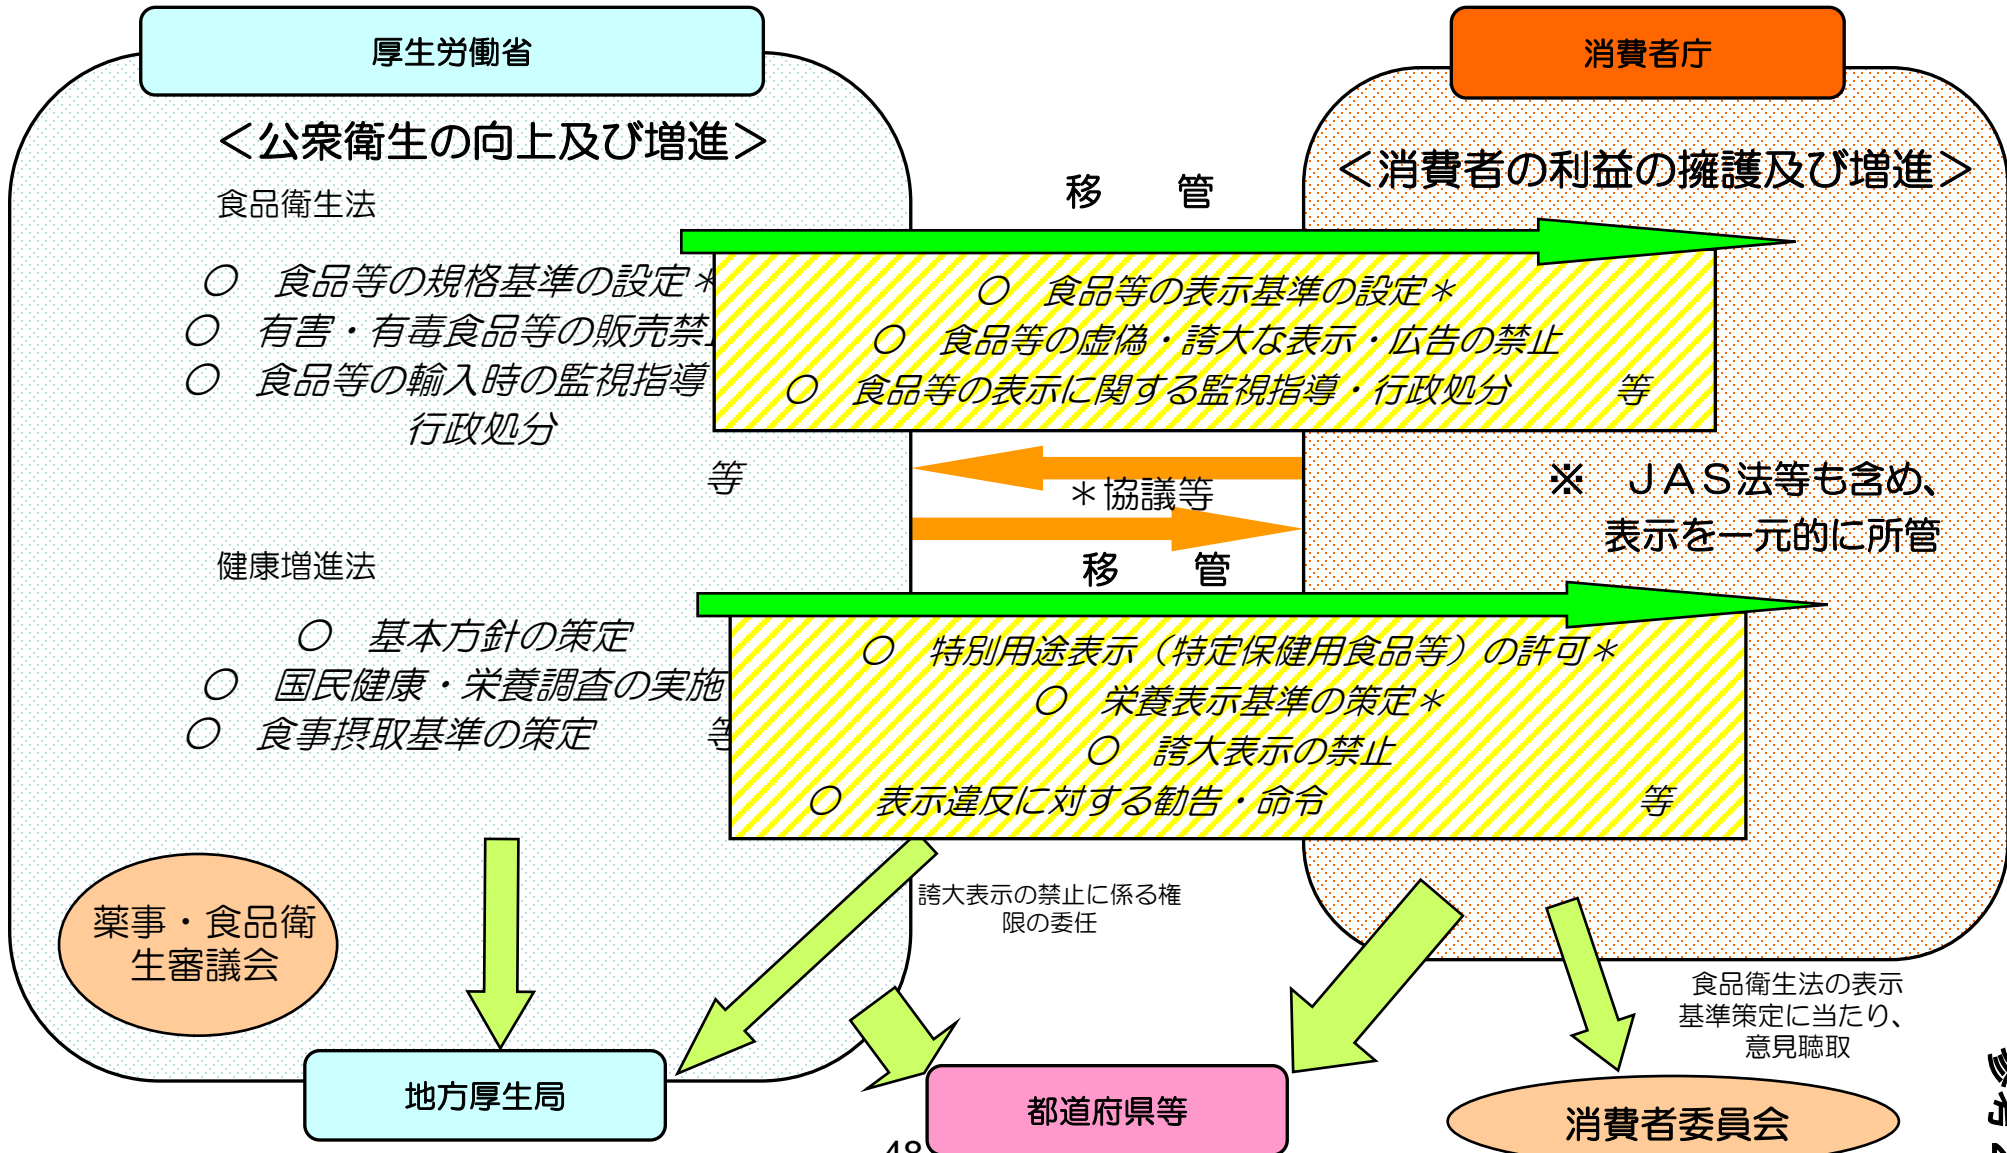 厚生労働省
＜公衆衛生の向上及び増進＞
食品衛生法
○　食品等の規格基準の設定＊
○　有害・有毒食品等の販売禁
○　食品等の輸入時の監視指導
行政処分
等
健康増進法
○　基本方針の策定
○　国民健康・栄養調査の実施
○　食事摂取基準の策定　　　等
薬事・食品衛
生審議会
地方厚生局
移　管
○　食品等の表示基準の設定＊
○　食品等の虚偽・誇大な表示・広告の禁止
○　食品等の表示に関する監視指導・行政処分　　　等
＊協議等
移　管
○　特別用途表示（特定保健用食品等）の許可＊
○　栄養表示基準の策定＊
○　誇大表示の禁止
○　表示違反に対する勧告・命令　　　等
誇大表示の禁止に係る権
限の委任
都道府県等
消費者庁
＜消費者の利益の擁護及び増進＞
※　ＪＡＳ法等も含め、
表示を一元的に所管
食品衛生法の表示
基準策定に当たり、
意見聴取
消費者委員会
48